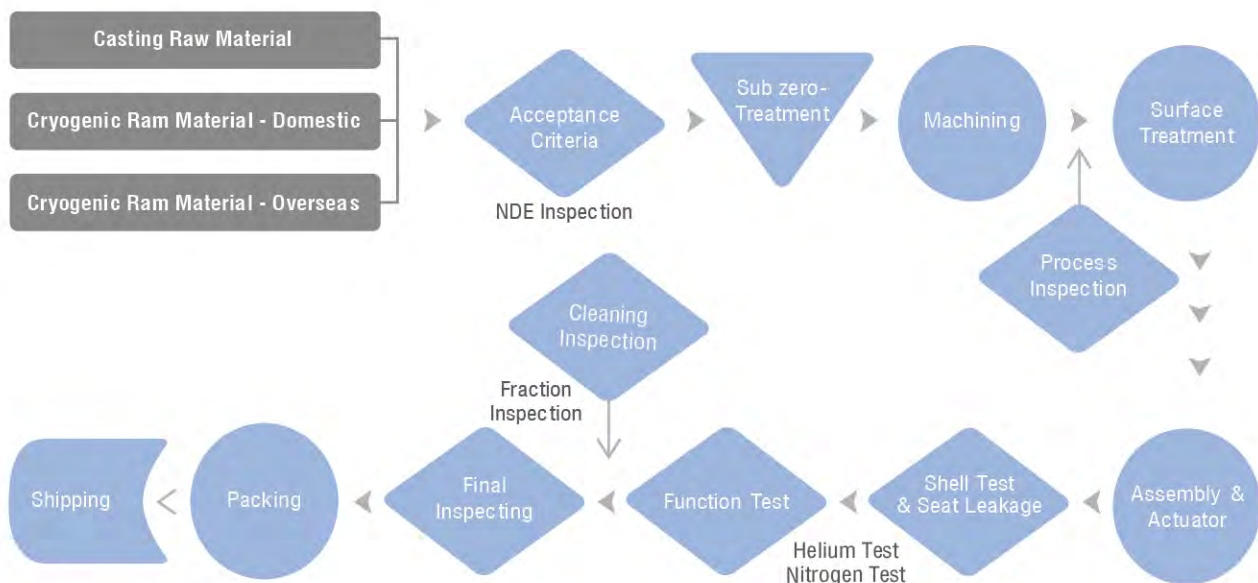 Casting Raw Material
Cryogenic Ram Material - Domestic
Cryogenic Ram Material - Overseas
Acceptance
Criteria
NDE Inspection
Sub zero-
Treatment
Machining
Surface
Treatment
Process
Inspection
Cleaning
Inspection
Fraction
Inspection
Assembly &
Actuator
Shell Test
& Seat Leakage
Helium Test
Nitrogen Test
Function Test
Final
Inspecting
Packing
Shipping